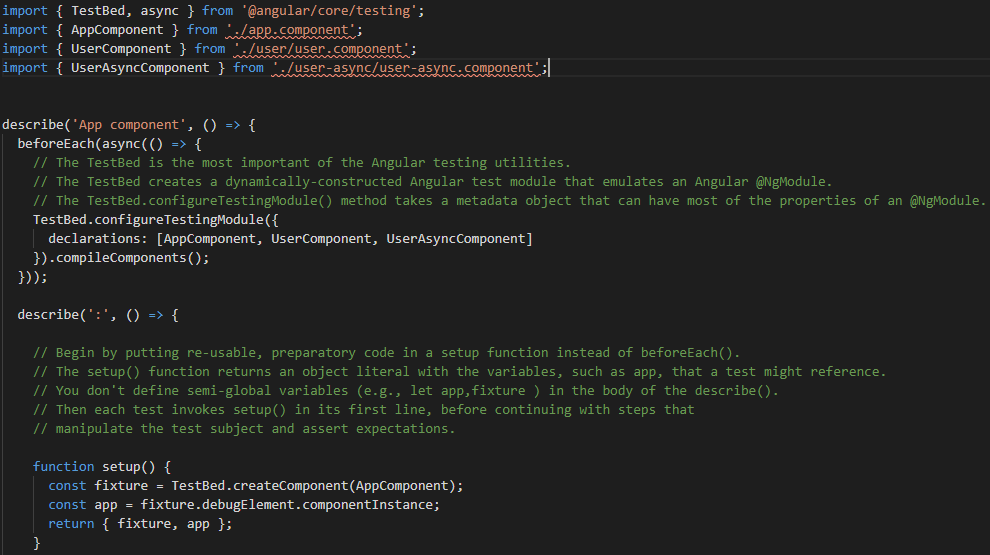 import { TestBed, async } from '@angular/core/testing';
import { AppComponent } from './app.component';
import { UserComponent } from './user/user.component';
import { UserAsyncComponent } from './user-async/user-async.component';
describe('App component', () => {
beforeEach(async(() => {
// The TestBed is the most important of the Angular testing utilities.
// The TestBed creates a dynamically-constructed Angular test module that emulates an Angular @NgModule.
// The TestBed.configureTestingModule() method takes a metadata object that can have most of the properties of an @NgModule.
TestBed.configureTestingModule({
declarations: [AppComponent, UserComponent, UserAsyncComponent]
}).compileComponents();
}));
describe(':', () => {
// Begin by putting re-usable, preparatory code in a setup function instead of beforeEach().
// The setup() function returns an object literal with the variables, such as app, that a test might reference.
// You don't define semi-global variables (e.g., let app,fixture ) in the body of the describe().
// Then each test invokes setup() in its first line, before continuing with steps that
// manipulate the test subject and assert expectations.
function setup() {
const fixture = TestBed.createComponent(AppComponent);
const app = fixture.debugElement.componentInstance;
return { fixture, app };
}